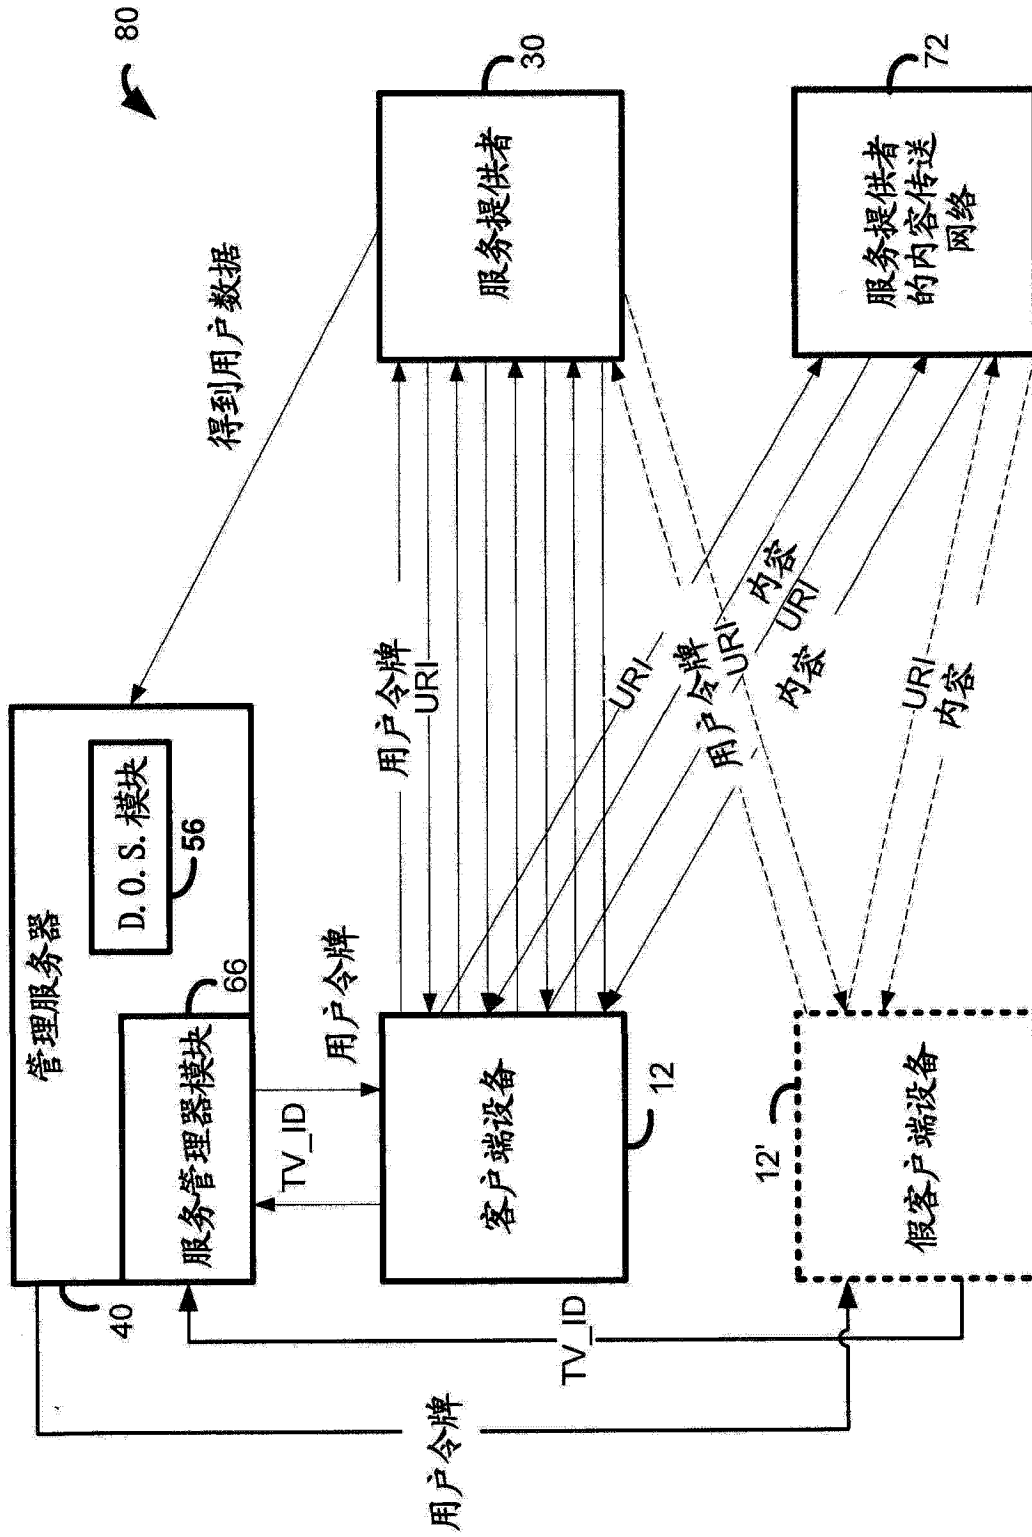 80
管理服务器
D.O.S.模块
56
服务管理器模块
66
40
得到用户数据
用户令牌
TV_ID
用户令牌
URI
服务提供者
30
客户端设备
12
URI
内容
用户令牌
URI
URI
内容
URI
内容
服务提供者
的内容传送
网络
72
假客户端设备
12'
TV_ID
用户令牌